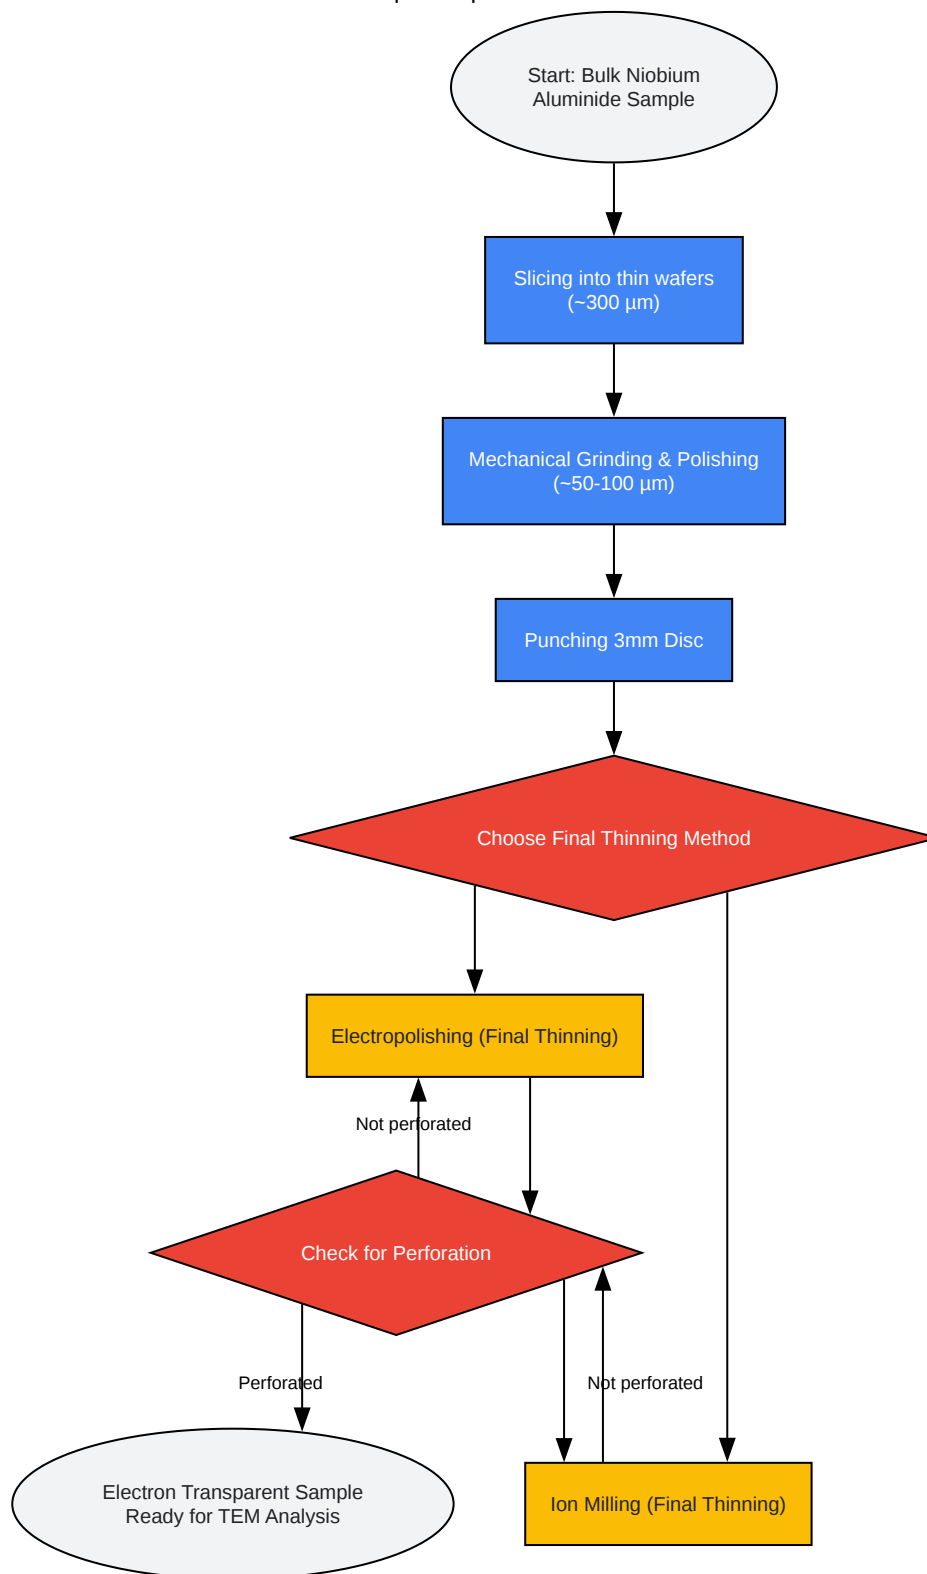 Start: Bulk Niobium
Aluminide Sample
Slicing into thin wafers
(~300 µm)
Mechanical Grinding & Polishing
(~50-100 µm)
Punching 3mm Disc
Choose Final Thinning Method
Electropolishing (Final Thinning)
Not perforated
Check for Perforation
Perforated
Not perforated
Electron Transparent Sample
Ready for TEM Analysis
Ion Milling (Final Thinning)